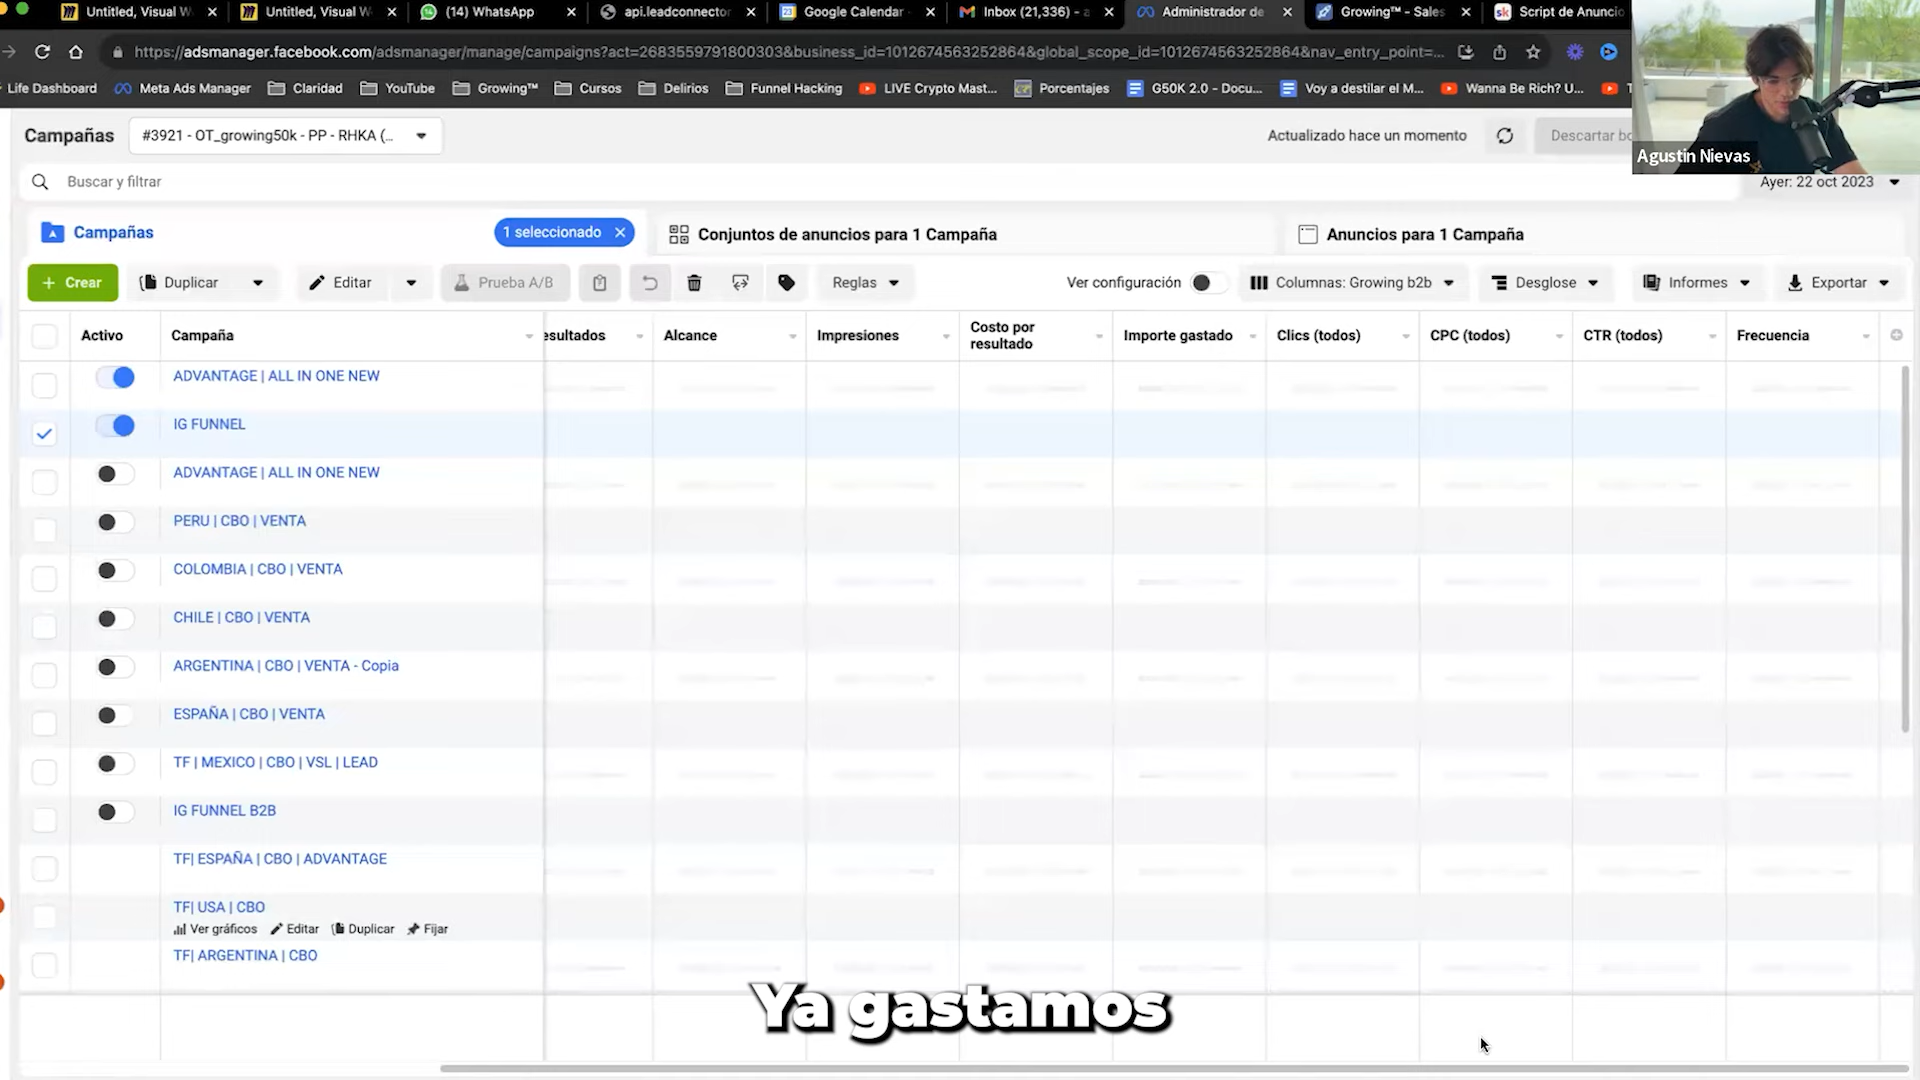 Untitled, Visual W
Untitled, Visual W
(14) WhatsApp
api.leadconnector
Google Calendar
Inbox (21,336) - a
Administrador de
Growing™ - Sales
Script de Anuncio
https://adsmanager.facebook.com/adsmanager/manage/campaigns?act=2683559791800303&business_id=1012674563252864&global_scope_id=1012674563252864&nav_entry_point=...
Life Dashboard
Meta Ads Manager
Claridad
YouTube
Growing™
Cursos
Delirios
Funnel Hacking
LIVE Crypto Mast...
Porcentajes
G50K 2.0 - Docu...
Voy a destilar el M...
Wanna Be Rich? U...
Agustin Nievas
Campañas
#3921 - OT_growing50k - PP - RHKA (...
Actualizado hace un momento
Descartar bo
Buscar y filtrar
Ayer: 22 oct 2023
Campañas
1 seleccionado
Conjuntos de anuncios para 1 Campaña
Anuncios para 1 Campaña
+ Crear
Duplicar
Editar
Prueba A/B
Reglas
Ver configuración
Columnas: Growing b2b
Desglose
Informes
Exportar
Activo
Campaña
esultados
Alcance
Impresiones
Costo por
resultado
Importe gastado
Clics (todos)
CPC (todos)
CTR (todos)
Frecuencia
ADVANTAGE | ALL IN ONE NEW
IG FUNNEL
ADVANTAGE | ALL IN ONE NEW
PERU | CBO | VENTA
COLOMBIA | CBO | VENTA
CHILE | CBO | VENTA
ARGENTINA | CBO | VENTA - Copia
ESPAÑA | CBO | VENTA
TF | MEXICO | CBO | VSL | LEAD
IG FUNNEL B2B
TF| ESPAÑA | CBO | ADVANTAGE
TF| USA | CBO
Ver gráficos
Editar
Duplicar
Fijar
TF| ARGENTINA | CBO
Ya gastamos